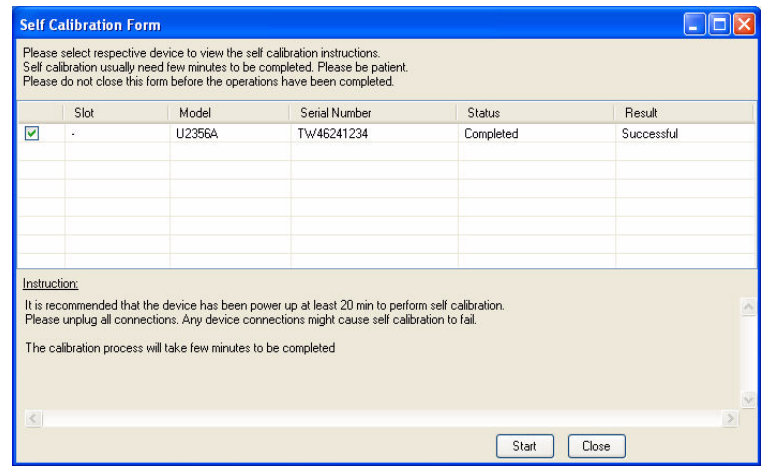 Self Calibration Form
Please select respective device to view the self calibration instructions.
Self calibration usually need few minutes to be completed. Please be patient.
Please do not close this form before the operations have been completed.
Slot Model Serial Number Status Result
- U2356A TW46241234 Completed Successful
Instruction:
It is recommended that the device has been power up at least 20 min to perform self calibration.
Please unplug all connections. Any device connections might cause self calibration to fail.
The calibration process will take few minutes to be completed
Start Close